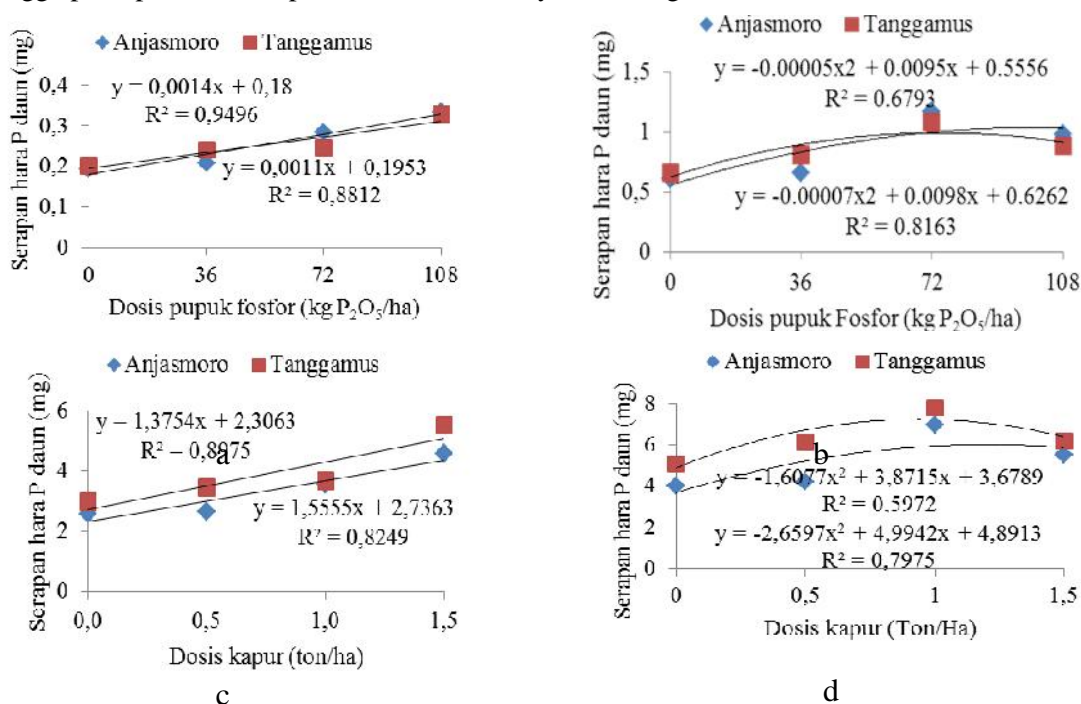 Anjasmoro Tanggamus
Serapan hara P daun (mg)
0,4
0,3
0,2
0,1
0
y = 0,0014x + 0,18
R² = 0,9496
y = 0,0011x + 0,1953
R² = 0,8812
0 36 72 108
Dosis pupuk fosfor (kg P₂O₅/ha)
Anjasmoro Tanggamus
Serapan hara P daun (mg)
1,5
1
0,5
0
y = -0.00005x2 + 0.0095x + 0.5556
R² = 0.6793
y = -0.00007x2 + 0.0098x + 0.6262
R² = 0.8163
0 36 72 108
Dosis pupuk Fosfor (kg P₂O₅/ha)
Anjasmoro Tanggamus
Serapan hara P daun (mg)
6
4
2
0
y = 1,3754x + 2,3063
R² = 0,8975
a
y = 1,5555x + 2,7363
R² = 0,8249
0,0 0,5 1,0 1,5
Dosis kapur (ton/ha)
c
Anjasmoro Tanggamus
Serapan hara P daun (mg)
8
6
4
2
0
b
y = -1,6077x² + 3,8715x + 3,6789
R² = 0.5972
y = -2,6597x² + 4,9942x + 4,8913
R² = 0,7975
0 0,5 1 1,5
Dosis kapur (Ton/Ha)
d